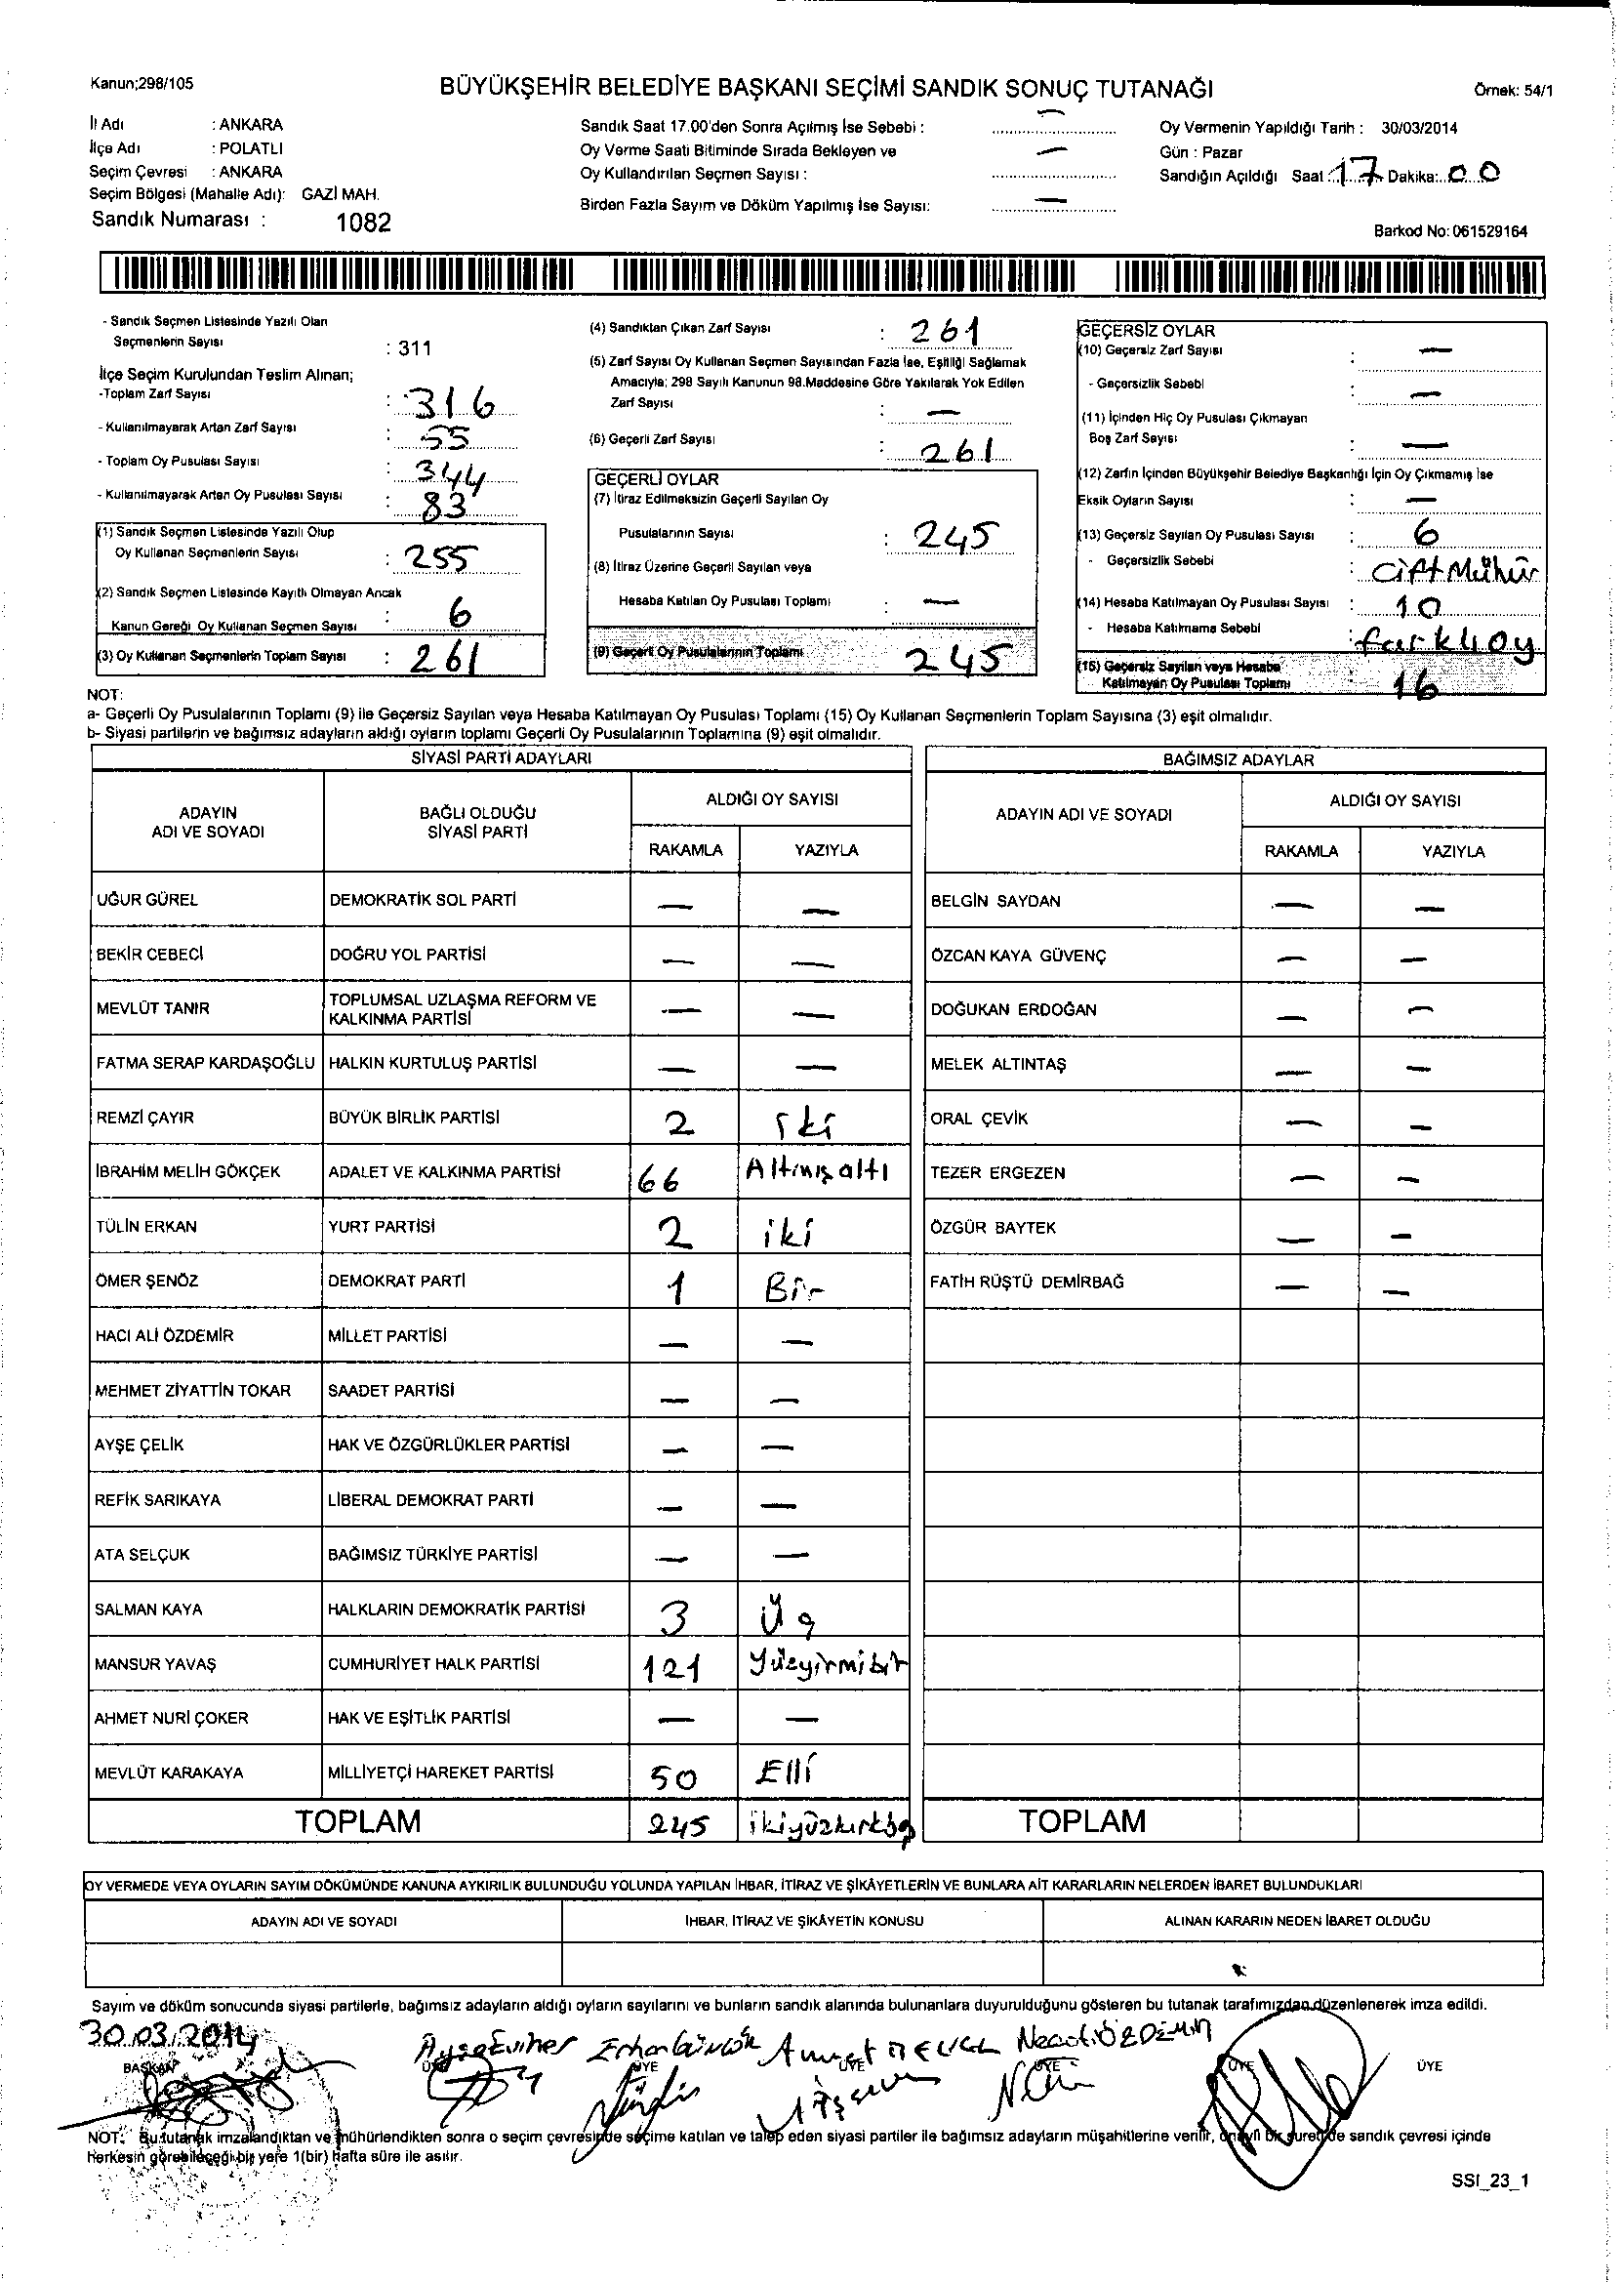 Kanun;298/105
BÜYÜKŞEHİR BELEDİYE BAŞKANI SEÇİMİ SANDIK SONUÇ TUTANAĞI
Örnek: 54/1
İl Adı : ANKARA
İlçe Adı : POLATLI
Seçim Çevresi : ANKARA
Seçim Bölgesi (Mahalle Adı): GAZİ MAH.
Sandık Numarası : 1082
Sandık Saat 17.00'den Sonra Açılmış İse Sebebi : —
Oy Verme Saati Bitiminde Sırada Bekleyen ve
Oy Kullandırılan Seçmen Sayısı : —
Birden Fazla Sayım ve Döküm Yapılmış İse Sayısı: —
Oy Vermenin Yapıldığı Tarih : 30/03/2014
Gün : Pazar
Sandığın Açıldığı Saat : 17 Dakika: 00
Barkod No: 061529164
- Sandık Seçmen Listesinde Yazılı Olan
Seçmenlerin Sayısı : 311
İlçe Seçim Kurulundan Teslim Alınan;
-Toplam Zarf Sayısı : 316
- Kullanılmayarak Artan Zarf Sayısı : 55
- Toplam Oy Pusulası Sayısı : 344
- Kullanılmayarak Artan Oy Pusulası Sayısı : 83
(1) Sandık Seçmen Listesinde Yazılı Olup
Oy Kullanan Seçmenlerin Sayısı : 255
(2) Sandık Seçmen Listesinde Kayıtlı Olmayan Ancak
Kanun Gereği Oy Kullanan Seçmen Sayısı : 6
(3) Oy Kullanan Seçmenlerin Toplam Sayısı : 261
(4) Sandıktan Çıkan Zarf Sayısı : 261
(5) Zarf Sayısı Oy Kullanan Seçmen Sayısından Fazla İse, Eşitliği Sağlamak
Amacıyla; 298 Sayılı Kanunun 98.Maddesine Göre Yakılarak Yok Edilen
Zarf Sayısı : —
(6) Geçerli Zarf Sayısı : 261
GEÇERLİ OYLAR
(7) İtiraz Edilmeksizin Geçerli Sayılan Oy
Pusulalarının Sayısı : 245
(8) İtiraz Üzerine Geçerli Sayılan veya
Hesaba Katılan Oy Pusulası Toplamı : —
(9) Geçerli Oy Pusulalarının Toplamı 245
GEÇERSİZ OYLAR
(10) Geçersiz Zarf Sayısı : —
- Geçersizlik Sebebi : —
(11) İçinden Hiç Oy Pusulası Çıkmayan
Boş Zarf Sayısı : —
(12) Zarfın İçinden Büyükşehir Belediye Başkanlığı İçin Oy Çıkmamış İse
Eksik Oyların Sayısı : —
(13) Geçersiz Sayılan Oy Pusulası Sayısı : 6
- Geçersizlik Sebebi : Çift Mühür
(14) Hesaba Katılmayan Oy Pusulası Sayısı : 10
- Hesaba Katılmama Sebebi : farklı oy
(15) Geçersiz Sayılan veya Hesaba
Katılmayan Oy Pusulası Toplamı 16
NOT:
a- Geçerli Oy Pusulalarının Toplamı (9) ile Geçersiz Sayılan veya Hesaba Katılmayan Oy Pusulası Toplamı (15) Oy Kullanan Seçmenlerin Toplam Sayısına (3) eşit olmalıdır.
b- Siyasi partilerin ve bağımsız adayların aldığı oyların toplamı Geçerli Oy Pusulalarının Toplamına (9) eşit olmalıdır.
SİYASİ PARTİ ADAYLARI
ADAYIN ADI VE SOYADI BAĞLI OLDUĞU SİYASİ PARTİ ALDIĞI OY SAYISI
RAKAMLA YAZIYLA
UĞUR GÜREL DEMOKRATİK SOL PARTİ — —
BEKİR CEBECİ DOĞRU YOL PARTİSİ — —
MEVLÜT TANIR TOPLUMSAL UZLAŞMA REFORM VE KALKINMA PARTİSİ — —
FATMA SERAP KARDAŞOĞLU HALKIN KURTULUŞ PARTİSİ — —
REMZİ ÇAYIR BÜYÜK BİRLİK PARTİSİ 2 iki
İBRAHİM MELİH GÖKÇEK ADALET VE KALKINMA PARTİSİ 66 Altmış altı
TÜLİN ERKAN YURT PARTİSİ 2 iki
ÖMER ŞENÖZ DEMOKRAT PARTİ 1 Bir
HACI ALİ ÖZDEMİR MİLLET PARTİSİ — —
MEHMET ZİYATTİN TOKAR SAADET PARTİSİ — —
AYŞE ÇELİK HAK VE ÖZGÜRLÜKLER PARTİSİ — —
REFİK SARIKAYA LİBERAL DEMOKRAT PARTİ — —
ATA SELÇUK BAĞIMSIZ TÜRKİYE PARTİSİ — —
SALMAN KAYA HALKLARIN DEMOKRATİK PARTİSİ 3 Üç
MANSUR YAVAŞ CUMHURİYET HALK PARTİSİ 121 Yüzyirmibir
AHMET NURİ ÇOKER HAK VE EŞİTLİK PARTİSİ — —
MEVLÜT KARAKAYA MİLLİYETÇİ HAREKET PARTİSİ 50 Elli
TOPLAM 245 ikiyüzkırkbeş
BAĞIMSIZ ADAYLAR
ADAYIN ADI VE SOYADI ALDIĞI OY SAYISI
RAKAMLA YAZIYLA
BELGİN SAYDAN — —
ÖZCAN KAYA GÜVENÇ — —
DOĞUKAN ERDOĞAN — —
MELEK ALTINTAŞ — —
ORAL ÇEVİK — —
TEZER ERGEZEN — —
ÖZGÜR BAYTEK — —
FATİH RÜŞTÜ DEMİRBAĞ — —
TOPLAM
OY VERMEDE VEYA OYLARIN SAYIM DÖKÜMÜNDE KANUNA AYKIRILIK BULUNDUĞU YOLUNDA YAPILAN İHBAR, İTİRAZ VE ŞİKÂYETLERİN VE BUNLARA AİT KARARLARIN NELERDEN İBARET BULUNDUKLARI
ADAYIN ADI VE SOYADI İHBAR, İTİRAZ VE ŞİKÂYETİN KONUSU ALINAN KARARIN NEDEN İBARET OLDUĞU
Sayım ve döküm sonucunda siyasi partilerle, bağımsız adayların aldığı oyların sayılarını ve bunların sandık alanında bulunanlara duyurulduğunu gösteren bu tutanak tarafımızdan düzenlenerek imza edildi.
30.03.2014
Necati ÖZDEMİR
BAŞKAN ÜYE ÜYE ÜYE ÜYE ÜYE ÜYE
NOT: Bu tutanak imzalandıktan ve mühürlendikten sonra o seçim çevresinde seçime katılan ve talep eden siyasi partiler ile bağımsız adayların müşahitlerine verilir, onaylı bir sureti de sandık çevresi içinde
herkesin görebileceği bir yere 1(bir) hafta süre ile asılır.
SSI_23_1